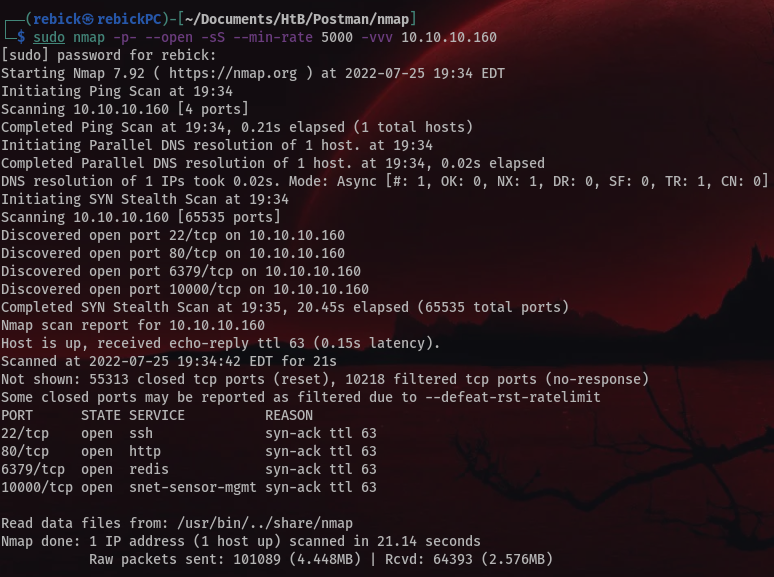 ┌──(rebick㉿rebickPC)-[~/Documents/HtB/Postman/nmap]
└─$ sudo nmap -p- --open -sS --min-rate 5000 -vvv 10.10.10.160
[sudo] password for rebick:
Starting Nmap 7.92 ( https://nmap.org ) at 2022-07-25 19:34 EDT
Initiating Ping Scan at 19:34
Scanning 10.10.10.160 [4 ports]
Completed Ping Scan at 19:34, 0.21s elapsed (1 total hosts)
Initiating Parallel DNS resolution of 1 host. at 19:34
Completed Parallel DNS resolution of 1 host. at 19:34, 0.02s elapsed
DNS resolution of 1 IPs took 0.02s. Mode: Async [#: 1, OK: 0, NX: 1, DR: 0, SF: 0, TR: 1, CN: 0]
Initiating SYN Stealth Scan at 19:34
Scanning 10.10.10.160 [65535 ports]
Discovered open port 22/tcp on 10.10.10.160
Discovered open port 80/tcp on 10.10.10.160
Discovered open port 6379/tcp on 10.10.10.160
Discovered open port 10000/tcp on 10.10.10.160
Completed SYN Stealth Scan at 19:35, 20.45s elapsed (65535 total ports)
Nmap scan report for 10.10.10.160
Host is up, received echo-reply ttl 63 (0.15s latency).
Scanned at 2022-07-25 19:34:42 EDT for 21s
Not shown: 55313 closed tcp ports (reset), 10218 filtered tcp ports (no-response)
Some closed ports may be reported as filtered due to --defeat-rst-ratelimit
PORT      STATE SERVICE          REASON
22/tcp    open  ssh              syn-ack ttl 63
80/tcp    open  http             syn-ack ttl 63
6379/tcp  open  redis            syn-ack ttl 63
10000/tcp open  snet-sensor-mgmt syn-ack ttl 63
Read data files from: /usr/bin/../share/nmap
Nmap done: 1 IP address (1 host up) scanned in 21.14 seconds
Raw packets sent: 101089 (4.448MB) | Rcvd: 64393 (2.576MB)